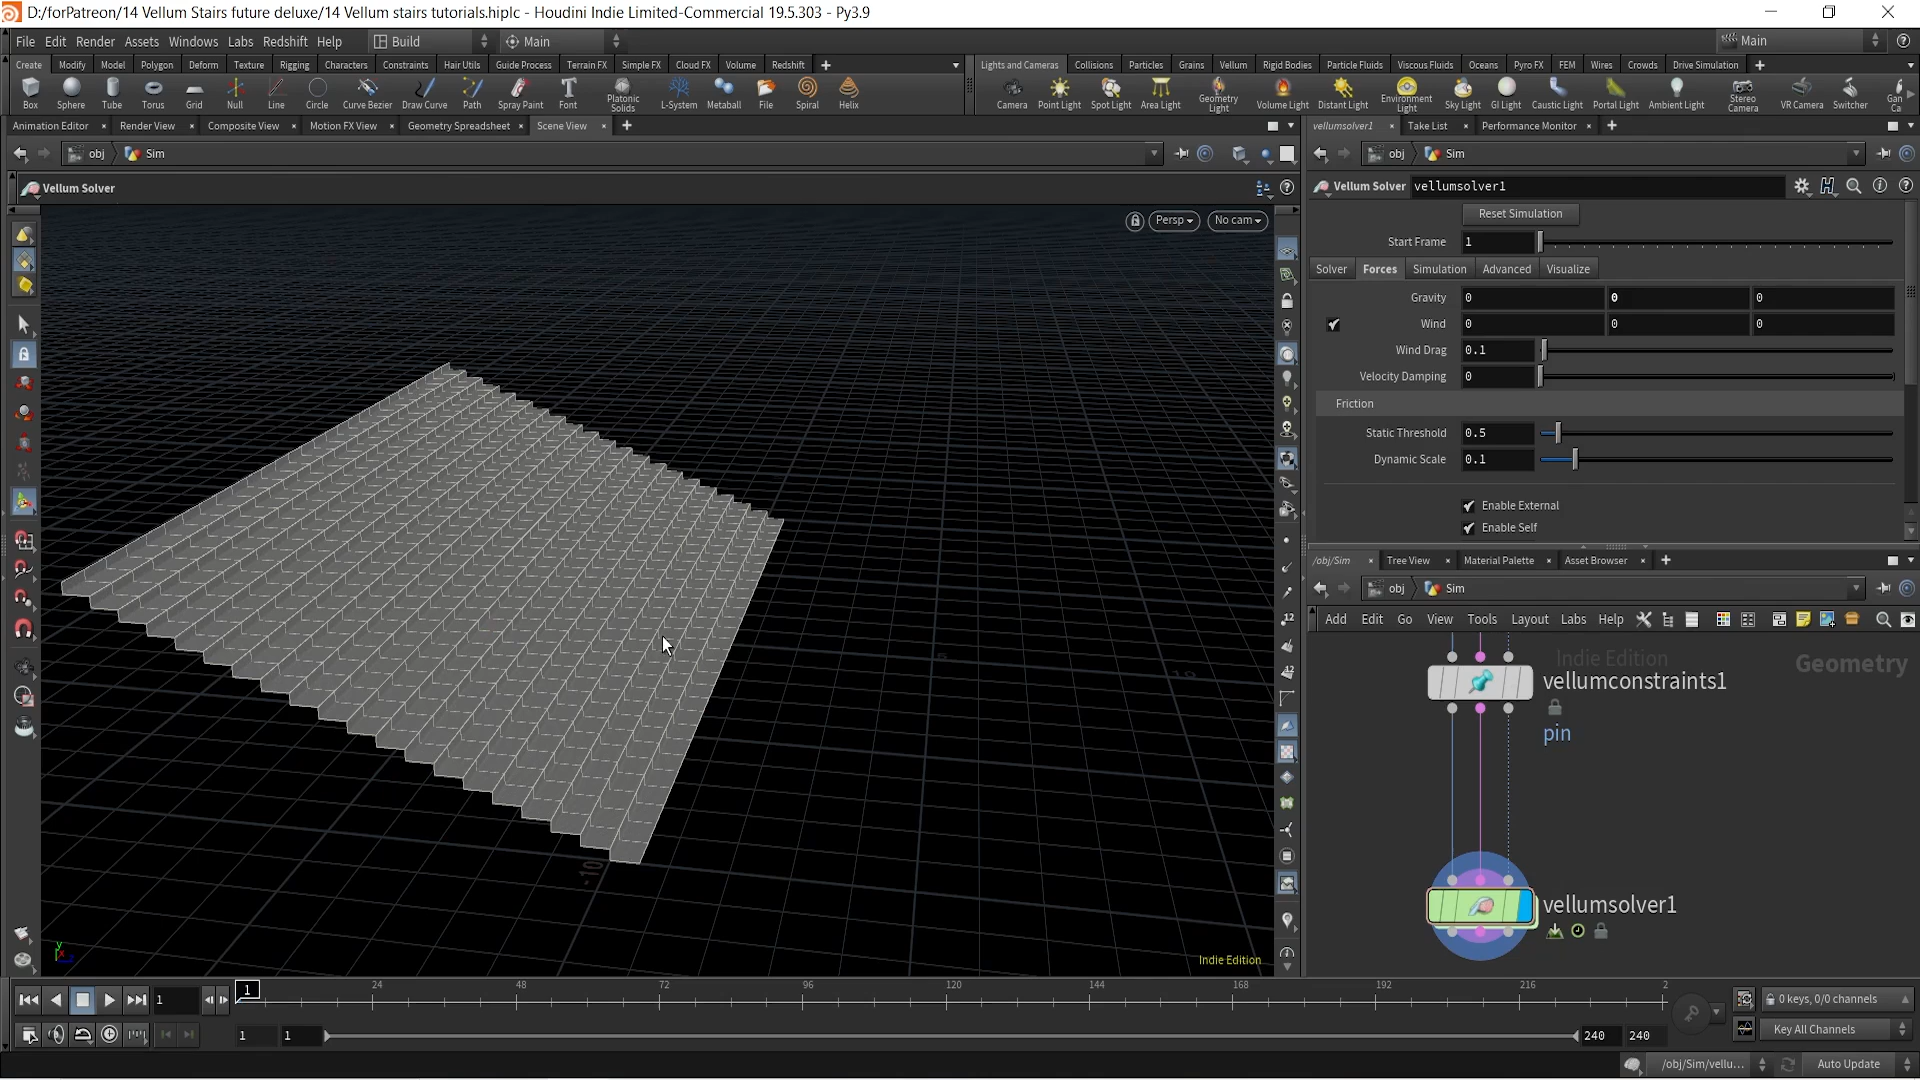 D:/forPatreon/14 Vellum Stairs future deluxe/14 Vellum stairs tutorials.hiplc - Houdini Indie Limited-Commercial 19.5.303 - Py3.9
File Edit Render Assets Windows Labs Redshift Help Build Main Main
Create Modify Model Polygon Deform Texture Rigging Characters Constraints Hair Utils Guide Process Terrain FX Simple FX Cloud FX Volume Redshift
Lights and Cameras Collisions Particles Grains Vellum Rigid Bodies Particle Fluids Viscous Fluids Oceans Pyro FX FEM Wires Crowds Drive Simulation
Box Sphere Tube Torus Grid Null Line Circle Curve Bezier Draw Curve Path Spray Paint Font Platonic Solids L-System Metaball File Spiral Helix
Camera Point Light Spot Light Area Light Geometry Light Volume Light Distant Light Environment Light Sky Light GI Light Caustic Light Portal Light Ambient Light Stereo Camera VR Camera Switcher Gan Ca
Animation Editor Render View Composite View Motion FX View Geometry Spreadsheet Scene View
vellumsolver1 Take List Performance Monitor
obj Sim
obj Sim
Vellum Solver
Vellum Solver vellumsolver1
Persp No cam
Reset Simulation
Start Frame 1
Solver Forces Simulation Advanced Visualize
Gravity 0 0 0
Wind 0 0 0
Wind Drag 0.1
Velocity Damping 0
Friction
Static Threshold 0.5
Dynamic Scale 0.1
Enable External
Enable Self
/obj/Sim Tree View Material Palette Asset Browser
obj Sim
Add Edit Go View Tools Layout Labs Help
Indie Edition
Geometry
vellumconstraints1
pin
vellumsolver1
5
10
-10
12
42
y
x
z
Indie Edition
1 1 24 48 72 96 120 144 168 192 216 2
0 keys, 0/0 channels
1 1 240 240
Key All Channels
/obj/Sim/vellu... Auto Update